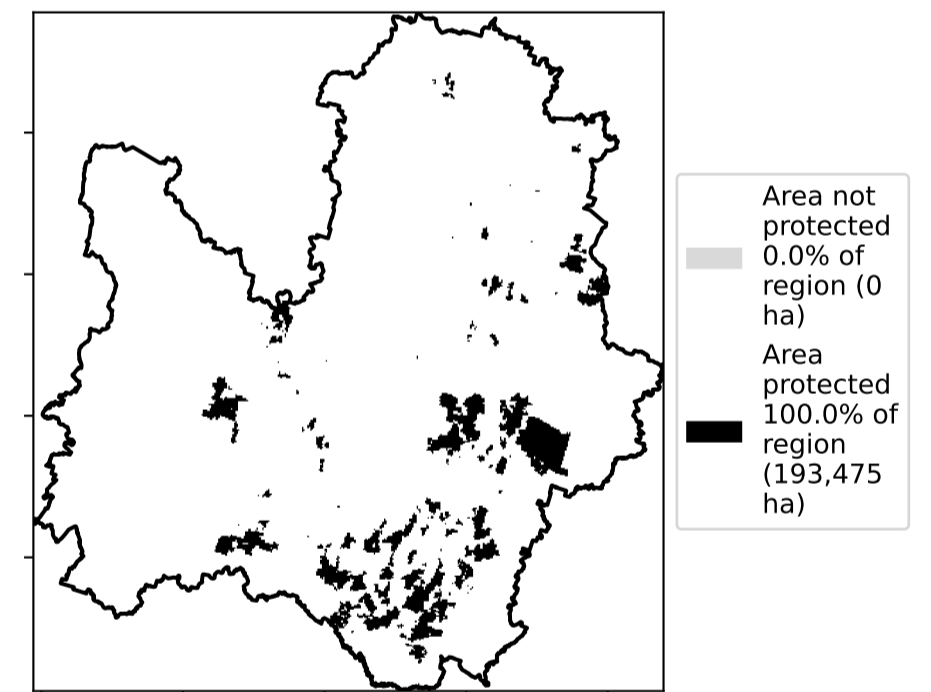 Area not
protected
0.0% of
region (0
ha)
Area
protected
100.0% of
region
(193,475
ha)